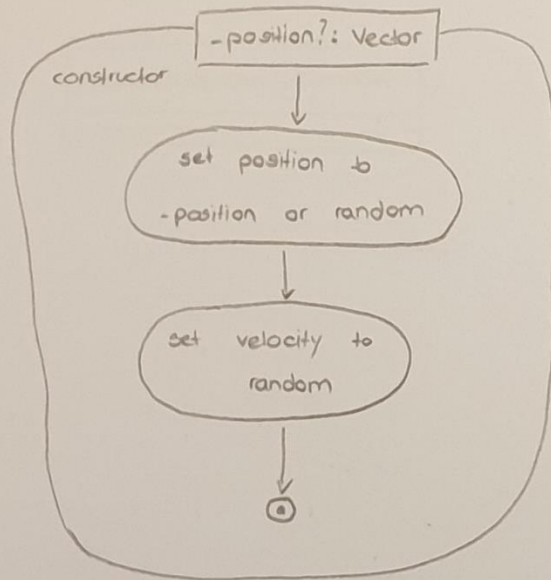 -position?: Vector
constructor
set position to
-position or random
set velocity to
random